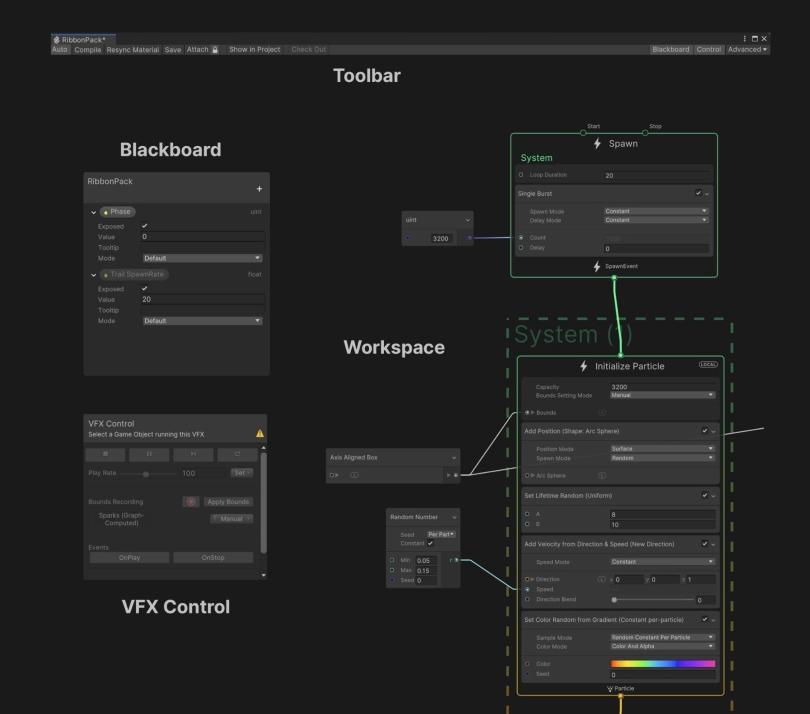 RibbonPack*
Auto Compile Resync Material Save Attach Show in Project Check Out Blackboard Control Advanced
Toolbar
Blackboard
RibbonPack
+
Phase uint
Exposed
Value 0
Tooltip
Mode Default
Trail SpawnRate float
Exposed
Value 20
Tooltip
Mode Default
VFX Control
Select a Game Object running this VFX
Play Rate 100 Set
Bounds Recording Apply Bounds
Sparks (Graph-
Computed) Manual
Events
OnPlay OnStop
VFX Control
Workspace
uint
3200
Axis Aligned Box
L
Random Number
Seed Per Part
Constant
Min 0.05 r
Max 0.15
Seed 0
Start Stop
Spawn
System
Loop Duration 20
Single Burst
Spawn Mode Constant
Delay Mode Constant
Count
Delay 0
SpawnEvent
System (1)
Initialize Particle LOCAL
Capacity 3200
Bounds Setting Mode Manual
Bounds L
Add Position (Shape: Arc Sphere)
Position Mode Surface
Spawn Mode Random
Arc Sphere L
Set Lifetime Random (Uniform)
A 8
B 10
Add Velocity from Direction & Speed (New Direction)
Speed Mode Constant
Direction L x 0 y 0 z 1
Speed
Direction Blend 0
Set Color Random from Gradient (Constant per-particle)
Sample Mode Random Constant Per Particle
Color Mode Color And Alpha
Color
Seed 0
Particle